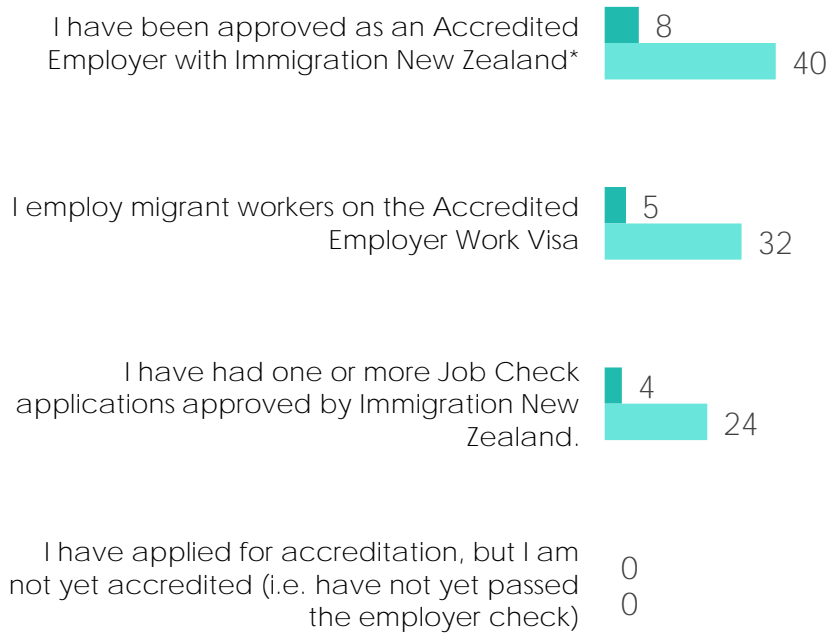 I have been approved as an Accredited
Employer with Immigration New Zealand*
8
40
I employ migrant workers on the Accredited
Employer Work Visa
5
32
I have had one or more Job Check
applications approved by Immigration New
Zealand.
4
24
I have applied for accreditation, but I am
not yet accredited (i.e. have not yet passed
the employer check)
0
0